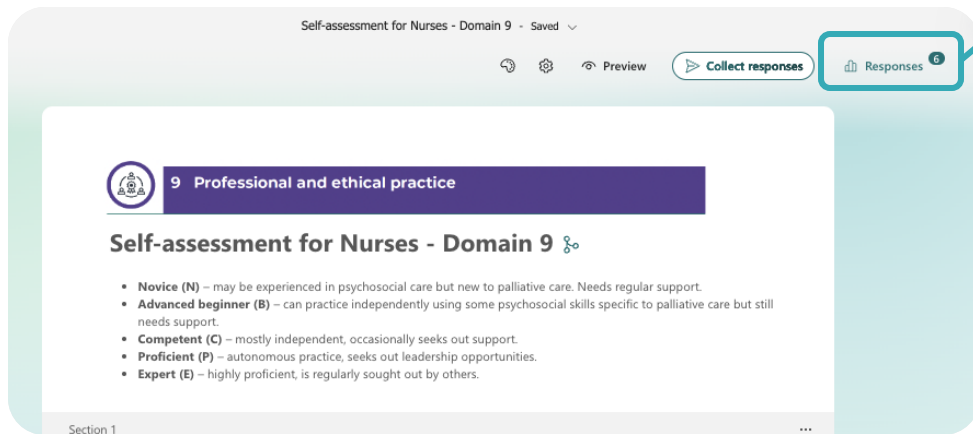 Self-assessment for Nurses - Domain 9 - Saved
Preview
Collect responses
Responses 6
9 Professional and ethical practice
Self-assessment for Nurses - Domain 9
• Novice (N) – may be experienced in psychosocial care but new to palliative care. Needs regular support.
• Advanced beginner (B) – can practice independently using some psychosocial skills specific to palliative care but still
needs support.
• Competent (C) – mostly independent, occasionally seeks out support.
• Proficient (P) – autonomous practice, seeks out leadership opportunities.
• Expert (E) – highly proficient, is regularly sought out by others.
Section 1
...